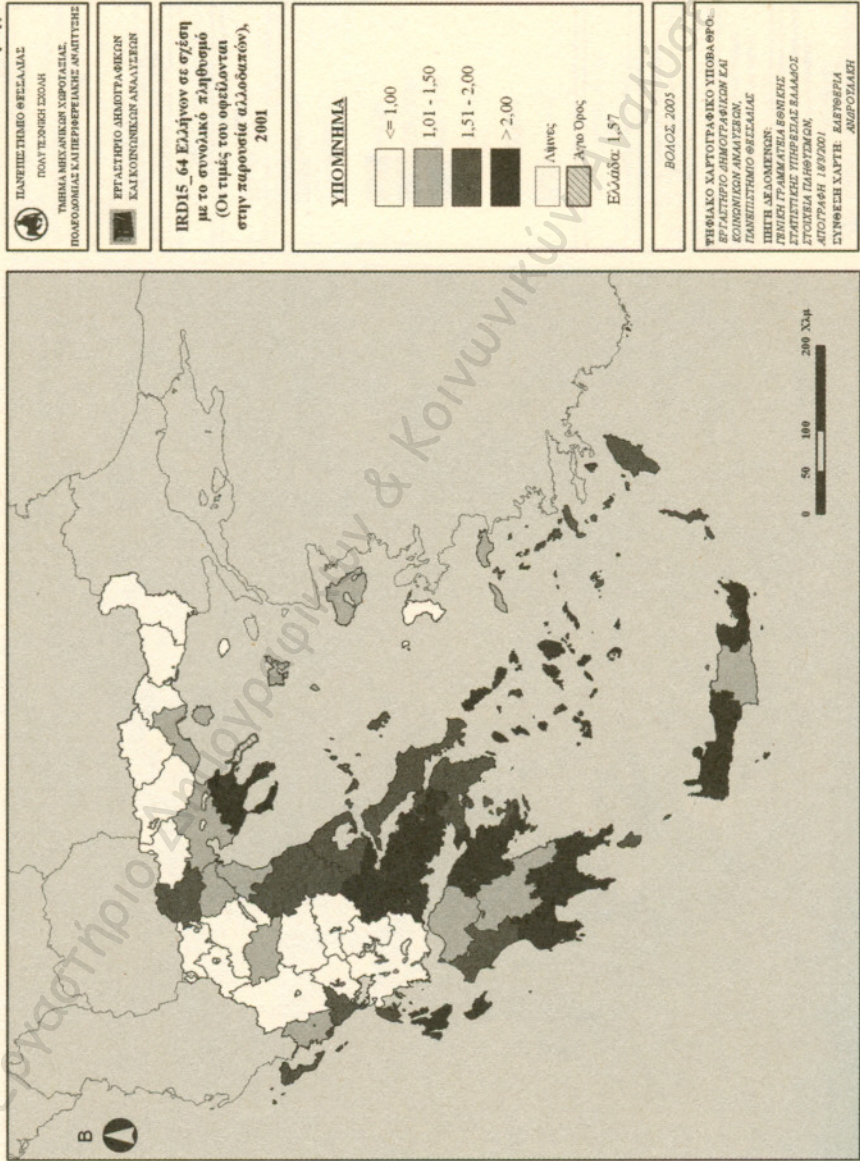 ΠΑΝΕΠΙΣΤΗΜΙΟ ΘΕΣΣΑΛΙΑΣ
ΠΟΛΥΤΕΧΝΙΚΗ ΣΧΟΛΗ
ΤΜΗΜΑ ΜΗΧΑΝΙΚΩΝ ΧΩΡΟΤΑΞΙΑΣ,
ΠΟΛΕΟΔΟΜΙΑΣ ΚΑΙ ΠΕΡΙΦΕΡΕΙΑΚΗΣ ΑΝΑΠΤΥΞΗΣ
ΕΡΓΑΣΤΗΡΙΟ ΔΗΜΟΓΡΑΦΙΚΩΝ
ΚΑΙ ΚΟΙΝΩΝΙΚΩΝ ΑΝΑΛΥΣΕΩΝ
IRD15_64 Ελλήνων σε σχέση
με το συνολικό πληθυσμό
(Οι τιμές του οφείλονται
στην παρουσία αλλοδαπών),
2001
ΥΠΟΜΝΗΜΑ
<= 1,00
1,01 - 1,50
1,51 - 2,00
> 2,00
Λίμνες
Άγιο Όρος
Ελλάδα: 1,57
ΒΟΛΟΣ, 2005
ΨΗΦΙΑΚΟ ΧΑΡΤΟΓΡΑΦΙΚΟ ΥΠΟΒΑΘΡΟ:
ΕΡΓΑΣΤΗΡΙΟ ΔΗΜΟΓΡΑΦΙΚΩΝ ΚΑΙ
ΚΟΙΝΩΝΙΚΩΝ ΑΝΑΛΥΣΕΩΝ,
ΠΑΝΕΠΙΣΤΗΜΙΟ ΘΕΣΣΑΛΙΑΣ
ΠΗΓΗ ΔΕΔΟΜΕΝΩΝ:
ΓΕΝΙΚΗ ΓΡΑΜΜΑΤΕΙΑ ΕΘΝΙΚΗΣ
ΣΤΑΤΙΣΤΙΚΗΣ ΥΠΗΡΕΣΙΑΣ ΕΛΛΑΔΟΣ
ΣΤΟΙΧΕΙΑ ΠΛΗΘΥΣΜΩΝ,
ΑΠΟΓΡΑΦΗ 18/3/2001
ΣΥΝΘΕΣΗ ΧΑΡΤΗ: ΕΛΕΥΘΕΡΙΑ
ΑΝΔΡΟΥΛΑΚΗ
Β
0 50 100 200 Χλμ
Εργαστήριο Δημογραφικών & Κοινωνικών Αναλύσε